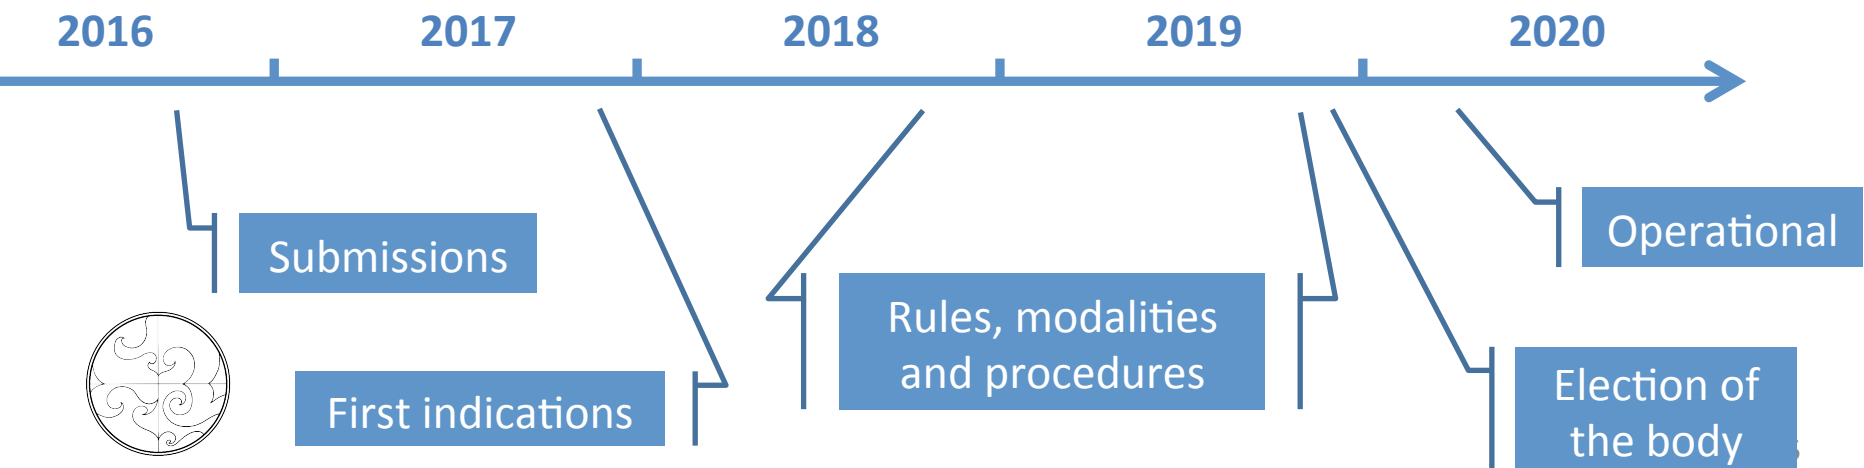 2016 2017 2018 2019 2020
Submissions
First indications
Rules, modalities
and procedures
Operational
Election of
the body